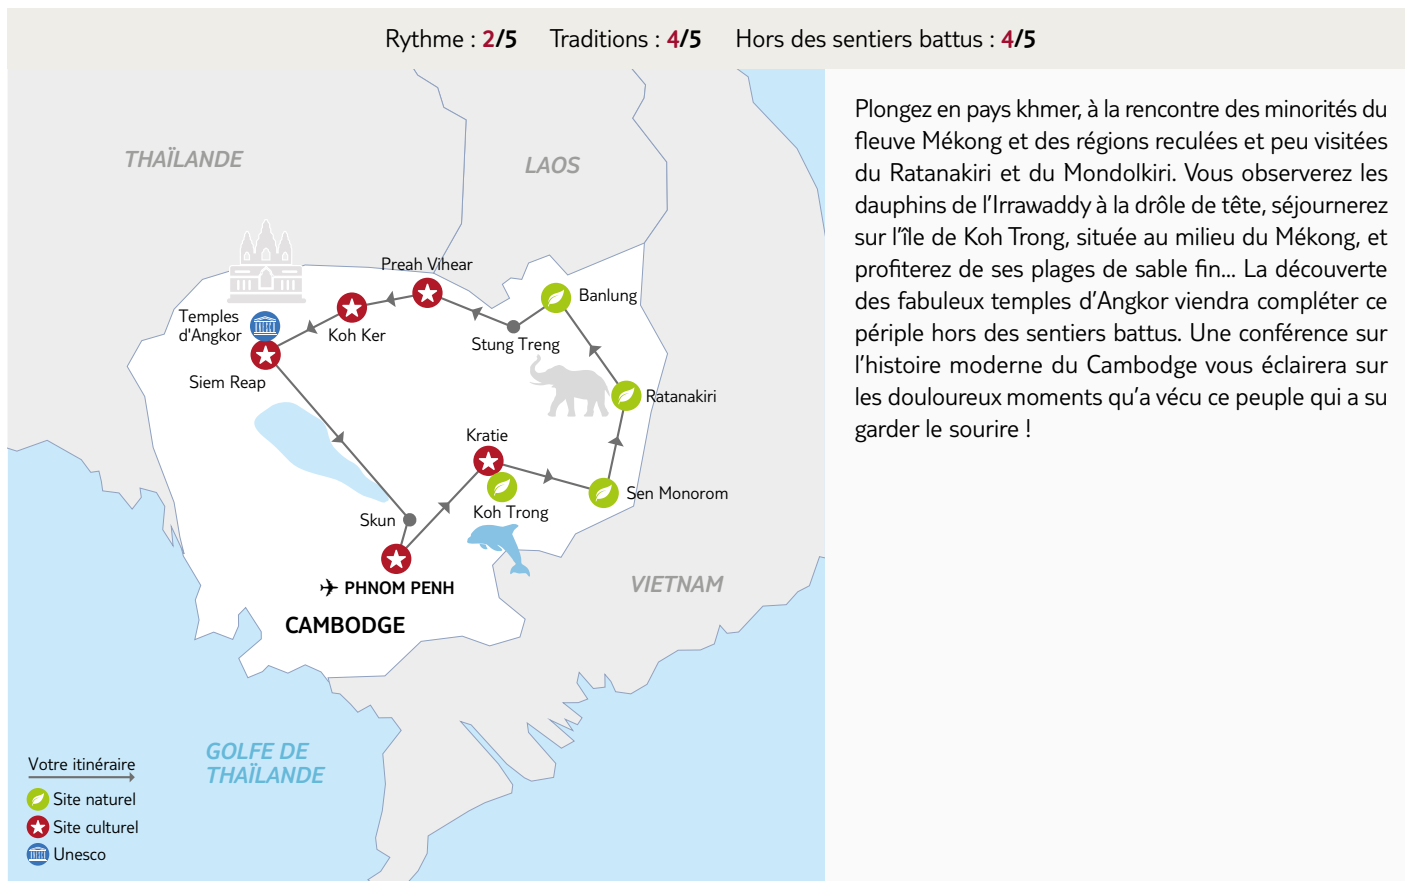 Rythme : 2/5 Traditions : 4/5 Hors des sentiers battus : 4/5
THAÏLANDE
LAOS
Preah Vihear
Banlung
Temples
d'Angkor
Koh Ker
Stung Treng
Siem Reap
Ratanakiri
Kratie
Sen Monorom
Koh Trong
Skun
PHNOM PENH
VIETNAM
CAMBODGE
GOLFE DE
THAÏLANDE
Votre itinéraire
Site naturel
Site culturel
Unesco
Plongez en pays khmer, à la rencontre des minorités du
fleuve Mékong et des régions reculées et peu visitées
du Ratanakiri et du Mondolkiri. Vous observerez les
dauphins de l’Irrawaddy à la drôle de tête, séjournerez
sur l’île de Koh Trong, située au milieu du Mékong, et
profiterez de ses plages de sable fin... La découverte
des fabuleux temples d’Angkor viendra compléter ce
périple hors des sentiers battus. Une conférence sur
l’histoire moderne du Cambodge vous éclairera sur
les douloureux moments qu’a vécu ce peuple qui a su
garder le sourire !